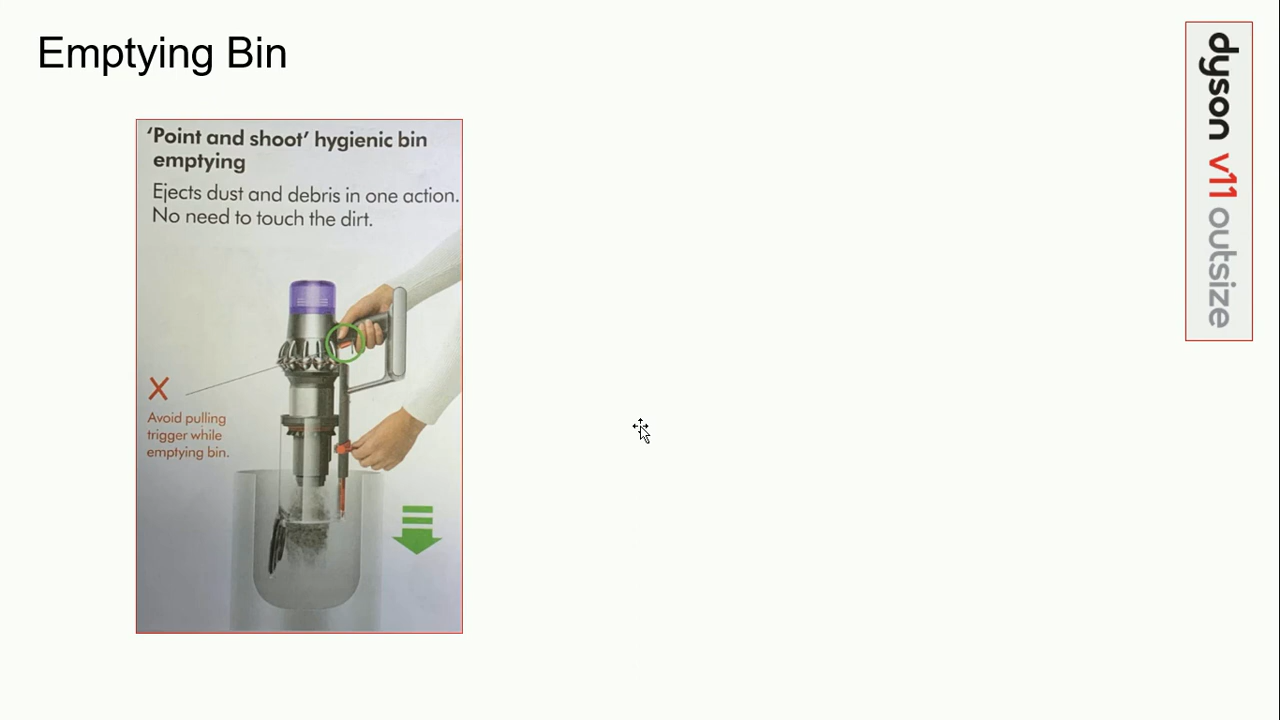 Emptying Bin
dyson v11 outsize
‘Point and shoot’ hygienic bin
emptying
Ejects dust and debris in one action.
No need to touch the dirt.
X
Avoid pulling
trigger while
emptying bin.